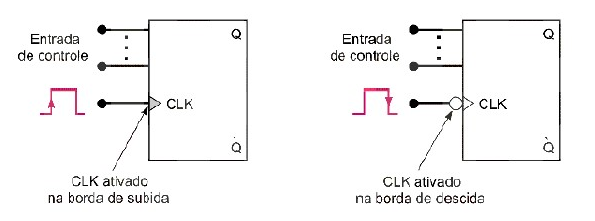 Entrada
de controle
Q
CLK
Q̅
CLK ativado
na borda de subida
Entrada
de controle
Q
CLK
Q̅
CLK ativado
na borda de descida